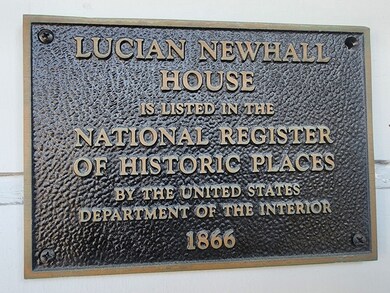 LUCIAN NEWHALL
HOUSE
IS LISTED IN THE
NATIONAL REGISTER
OF HISTORIC PLACES
BY THE UNITED STATES
DEPARTMENT OF THE INTERIOR
1866